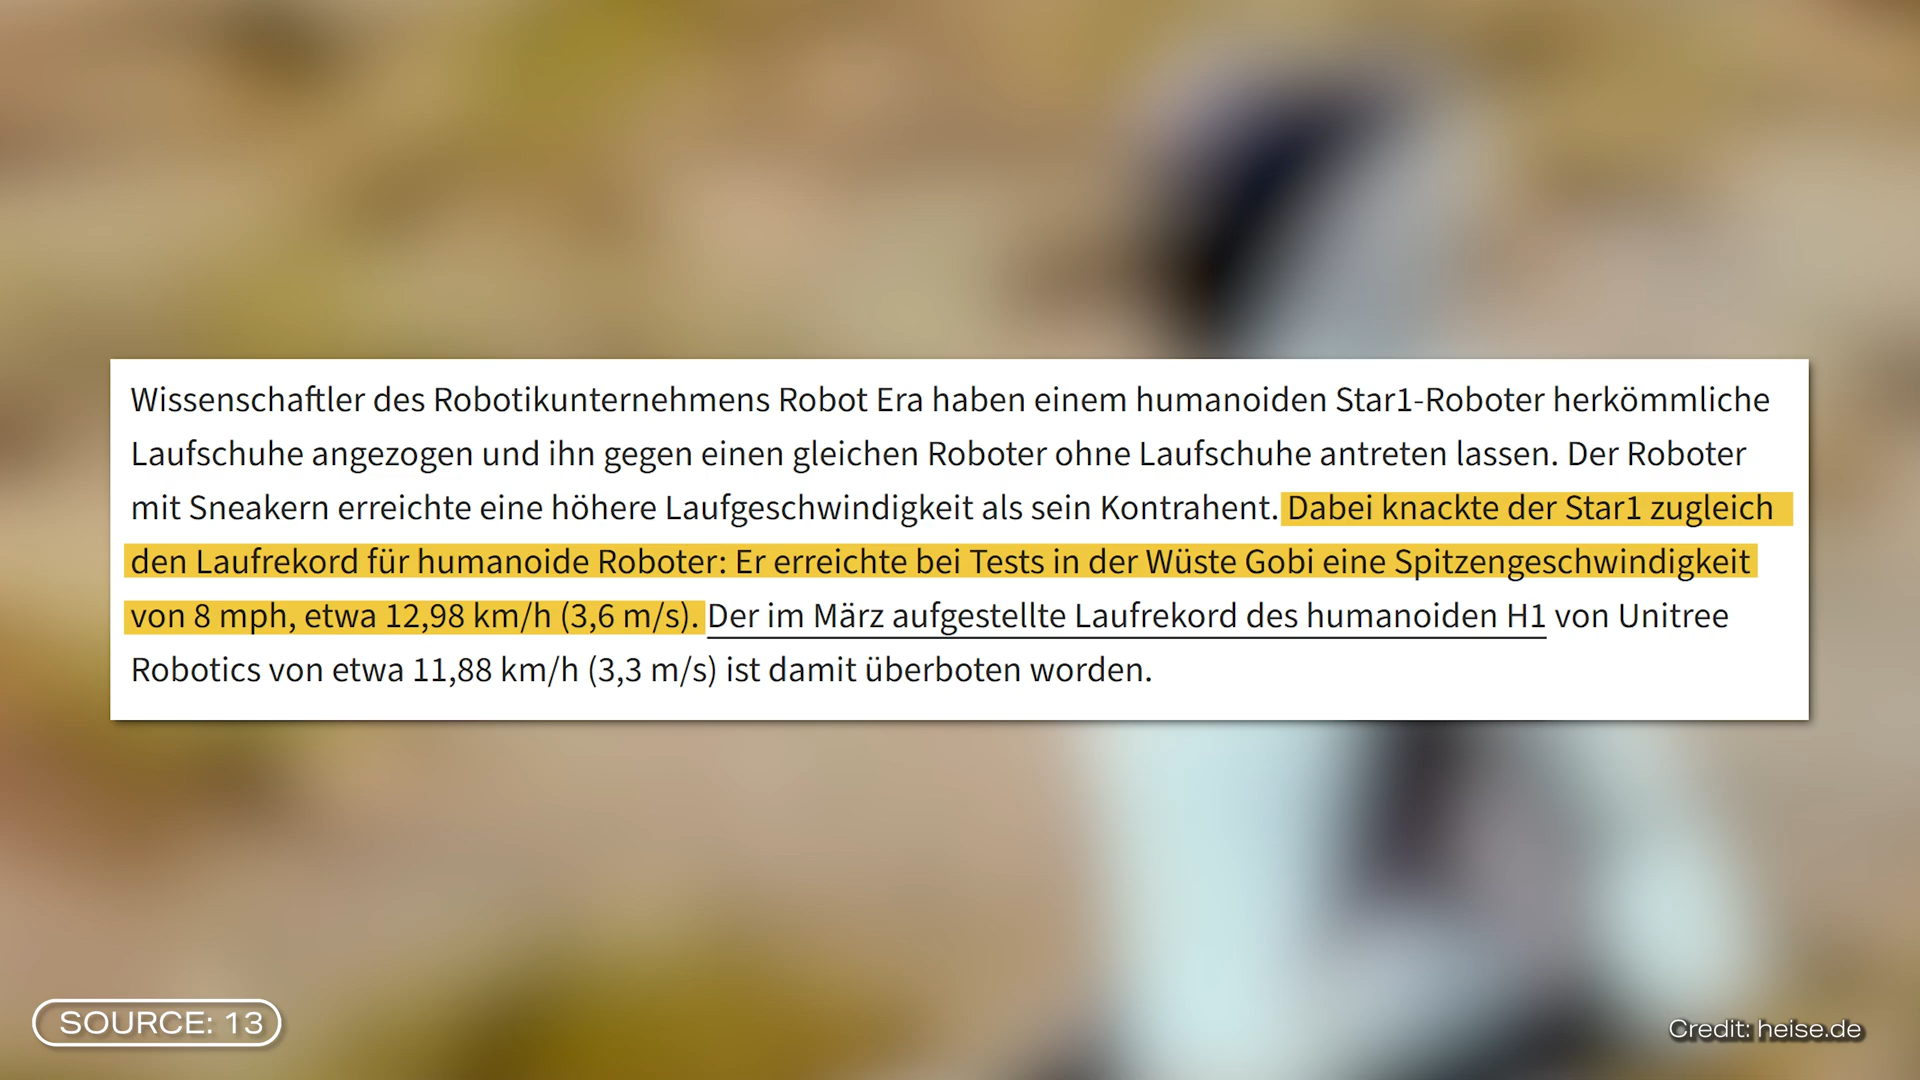 Wissenschaftler des Robotikunternehmens Robot Era haben einem humanoiden Star1-Roboter herkömmliche
Laufschuhe angezogen und ihn gegen einen gleichen Roboter ohne Laufschuhe antreten lassen. Der Roboter
mit Sneakern erreichte eine höhere Laufgeschwindigkeit als sein Kontrahent. Dabei knackte der Star1 zugleich
den Laufrekord für humanoide Roboter: Er erreichte bei Tests in der Wüste Gobi eine Spitzengeschwindigkeit
von 8 mph, etwa 12,98 km/h (3,6 m/s). Der im März aufgestellte Laufrekord des humanoiden H1 von Unitree
Robotics von etwa 11,88 km/h (3,3 m/s) ist damit überboten worden.
SOURCE: 13
Credit: heise.de